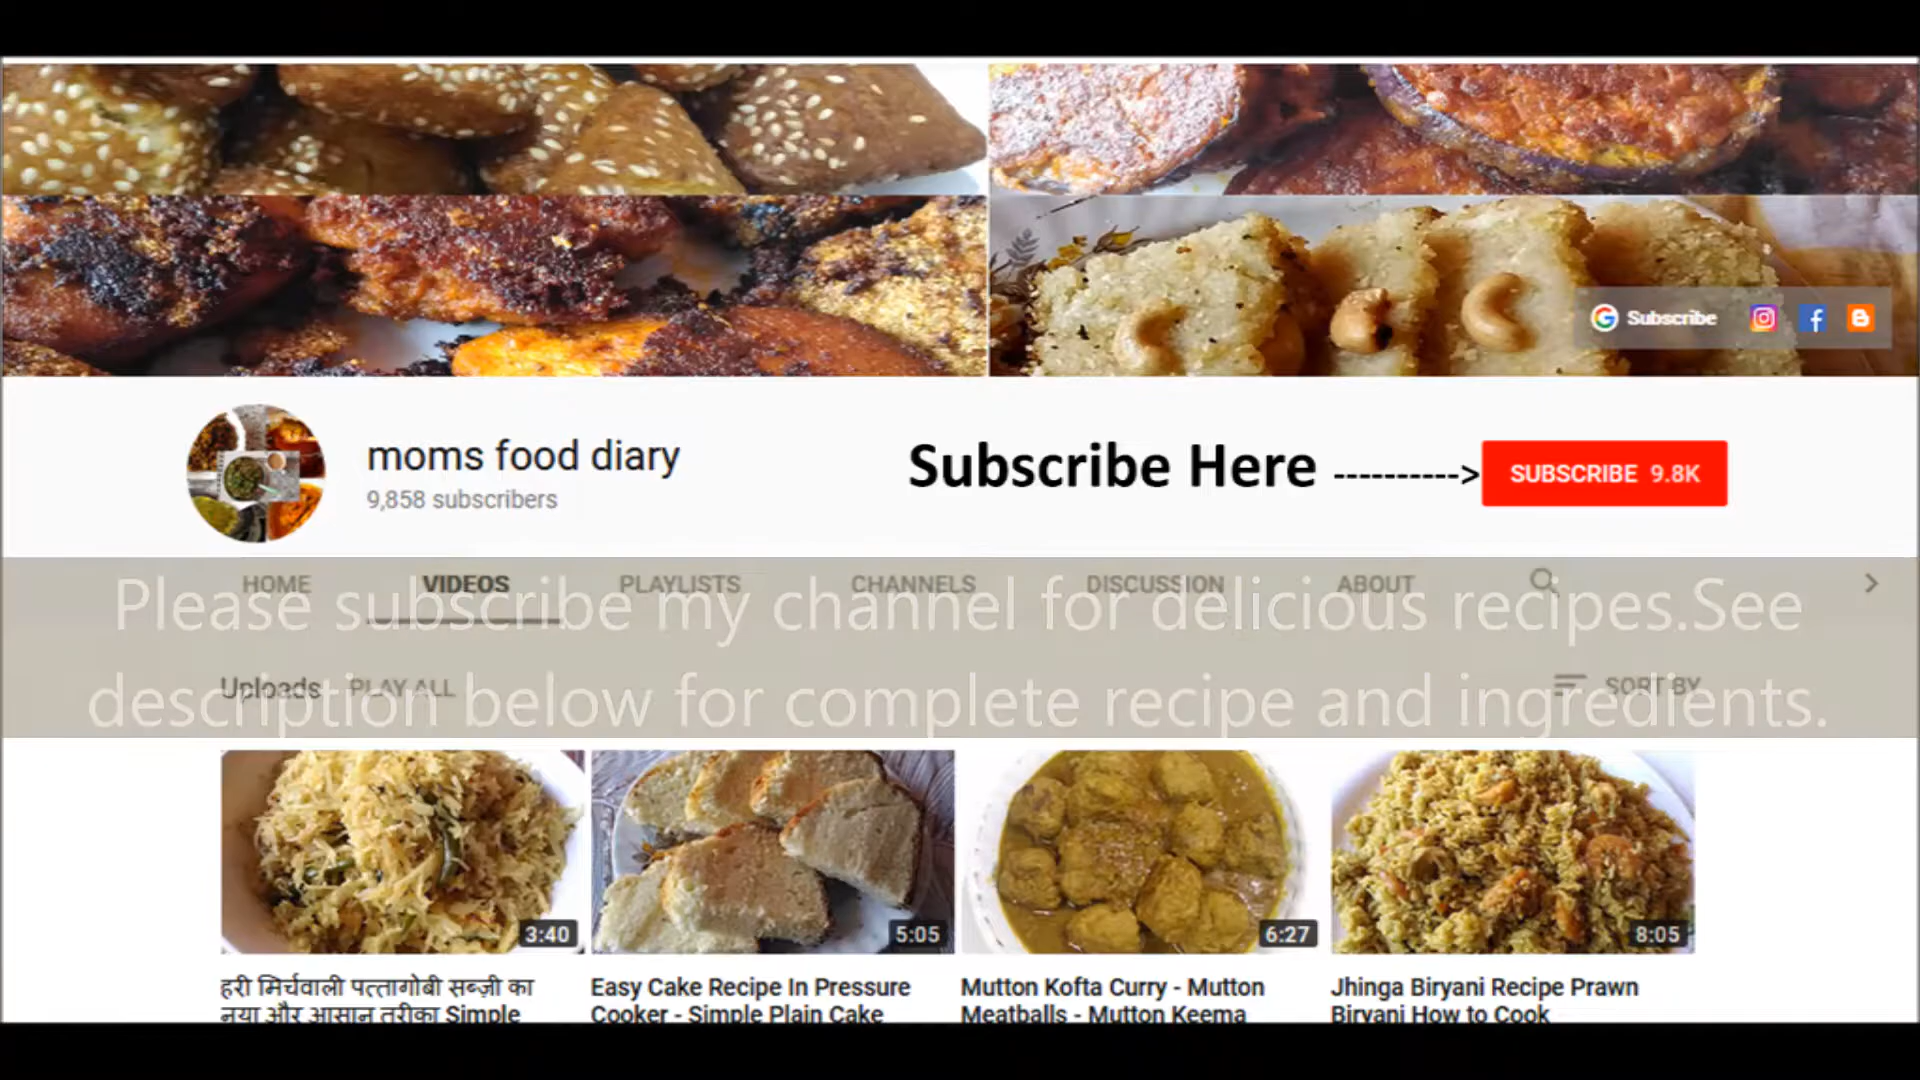 Subscribe
moms food diary
9,858 subscribers
Subscribe Here ---------->
SUBSCRIBE 9.8K
HOME VIDEOS PLAYLISTS CHANNELS DISCUSSION ABOUT
Please subscribe my channel for delicious recipes.See
description below for complete recipe and ingredients.
Uploads PLAY ALL SORT BY
3:40 5:05 6:27 8:05
हरी मिर्चवाली पत्तागोबी सब्ज़ी का
नया और आसान तरीका Simple
Easy Cake Recipe In Pressure
Cooker - Simple Plain Cake
Mutton Kofta Curry - Mutton
Meatballs - Mutton Keema
Jhinga Biryani Recipe Prawn
Biryani How to Cook